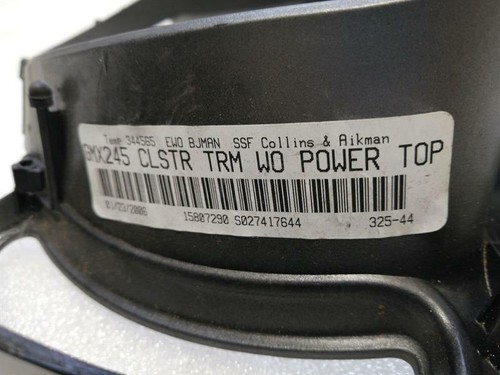 Temp 344565 EWO BJMAN SSF Collins & Aikman
GMX245 CLSTR TRM WO POWER TOP
01/23/2006 15807290 S027417644 325-44